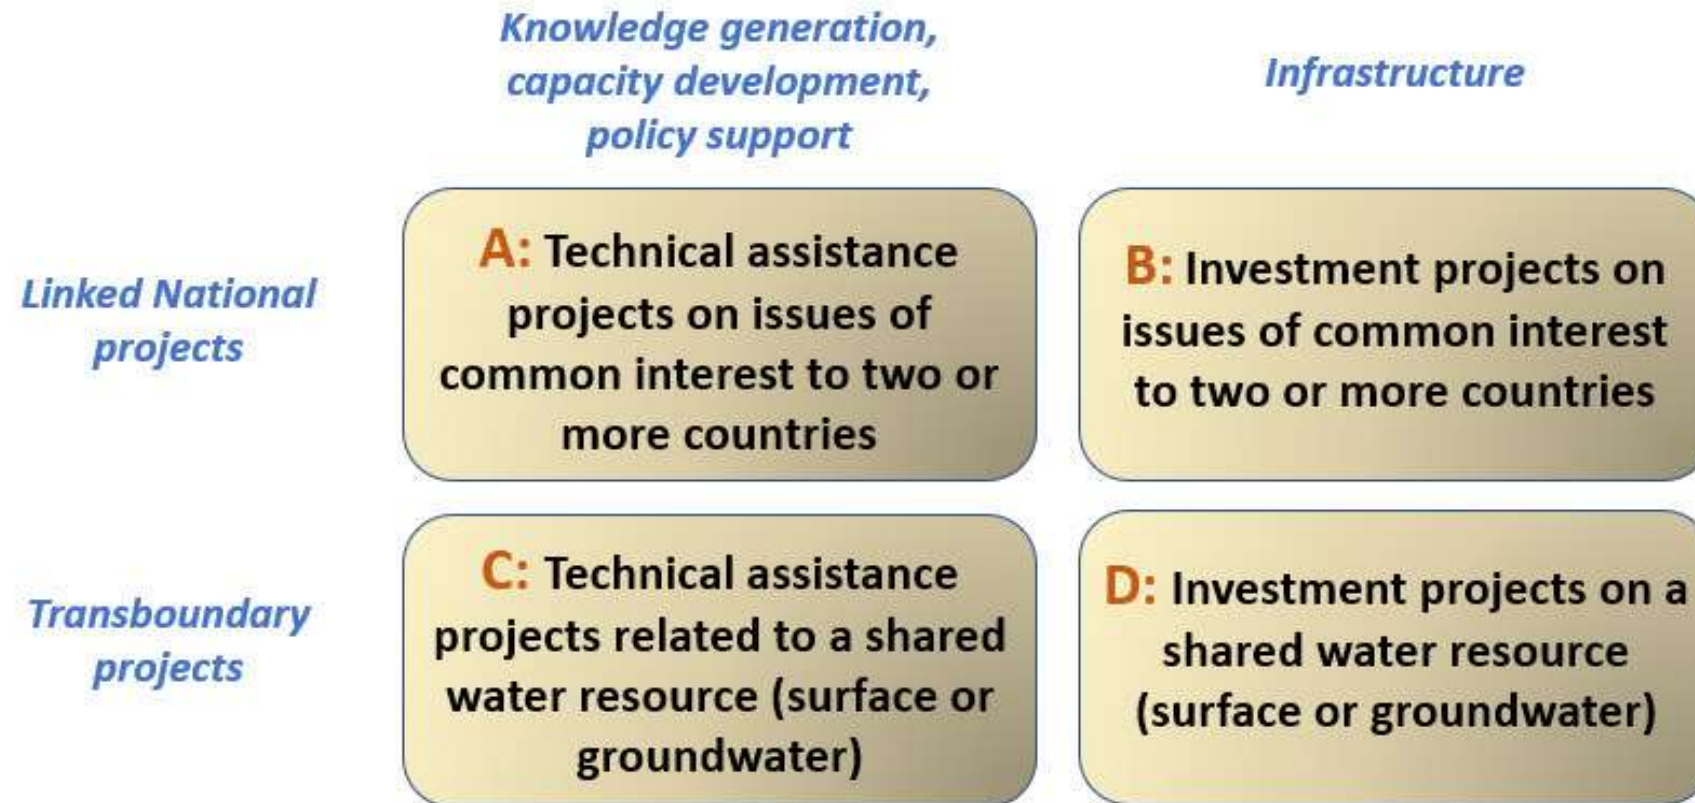 Knowledge generation,
capacity development,
policy support
Infrastructure
Linked National
projects
A: Technical assistance
projects on issues of
common interest to two or
more countries
B: Investment projects on
issues of common interest
to two or more countries
Transboundary
projects
C: Technical assistance
projects related to a shared
water resource (surface or
groundwater)
D: Investment projects on a
shared water resource
(surface or groundwater)